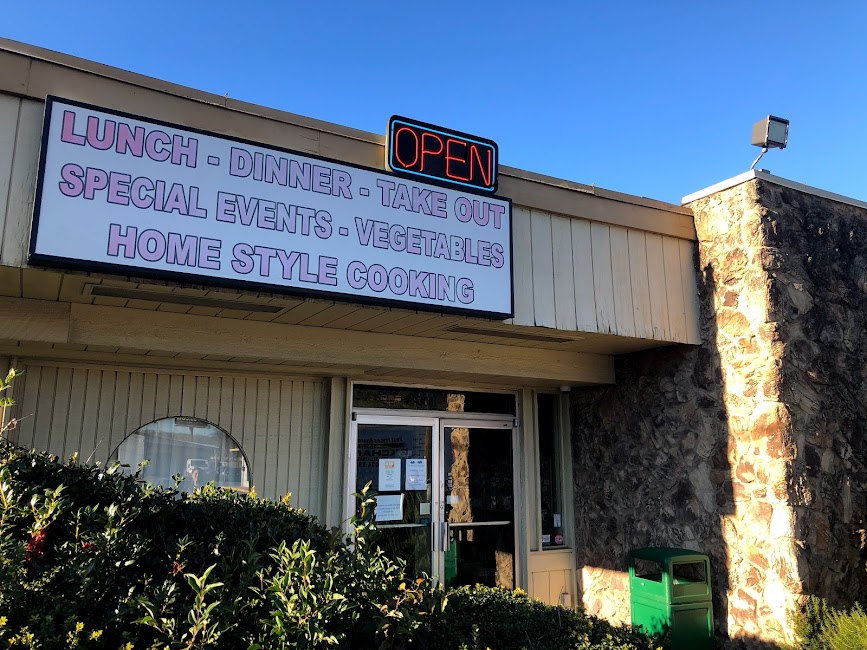 OPEN
LUNCH - DINNER - TAKE OUT
SPECIAL EVENTS - VEGETABLES
HOME STYLE COOKING